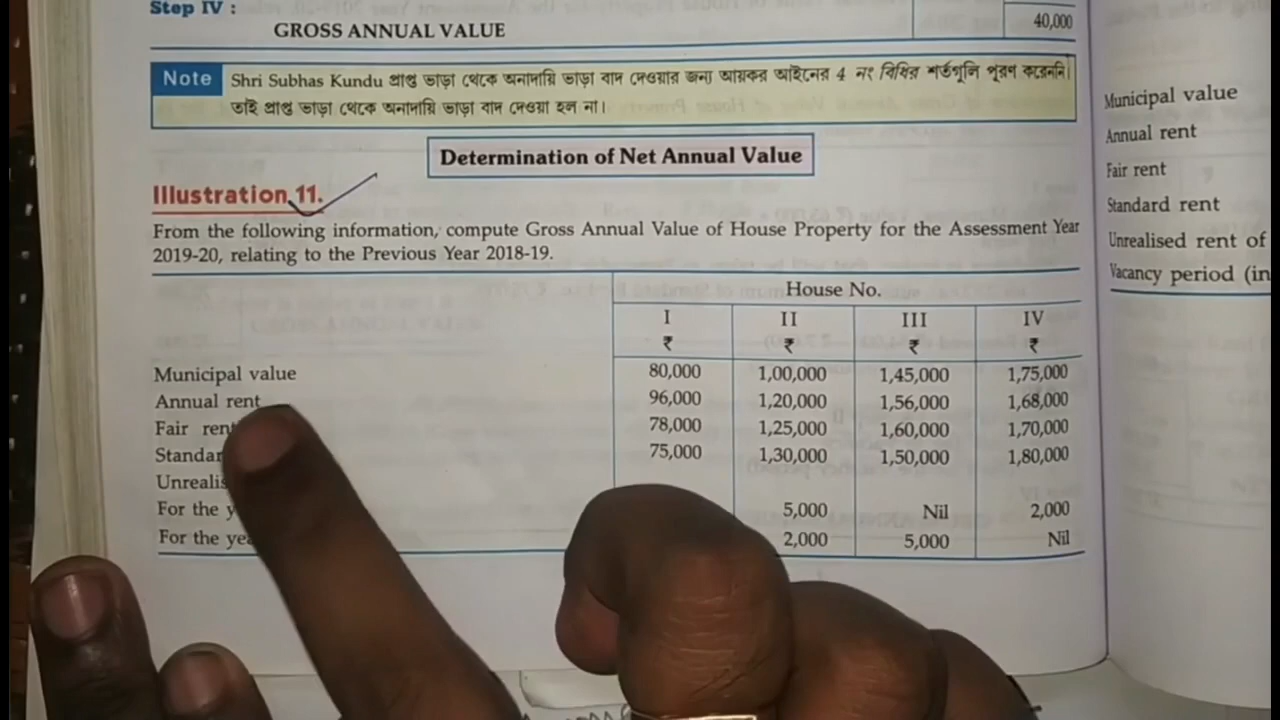 Step IV :
GROSS ANNUAL VALUE 40,000
Note Shri Subhas Kundu প্রাপ্ত ভাড়া থেকে অনাদায়ি ভাড়া বাদ দেওয়ার জন্য আয়কর আইনের 4 নং বিধির শর্তগুলি পূরণ করেননি।
তাই প্রাপ্ত ভাড়া থেকে অনাদায়ি ভাড়া বাদ দেওয়া হল না।
Determination of Net Annual Value
Illustration 11.
From the following information, compute Gross Annual Value of House Property for the Assessment Year
2019-20, relating to the Previous Year 2018-19.
House No.
I II III IV
₹ ₹ ₹ ₹
Municipal value 80,000 1,00,000 1,45,000 1,75,000
Annual rent 96,000 1,20,000 1,56,000 1,68,000
Fair rent 78,000 1,25,000 1,60,000 1,70,000
Standar 75,000 1,30,000 1,50,000 1,80,000
Unrealis
For the y 5,000 Nil 2,000
For the yea 2,000 5,000 Nil
Municipal value
Annual rent
Fair rent
Standard rent
Unrealised rent of
Vacancy period (in